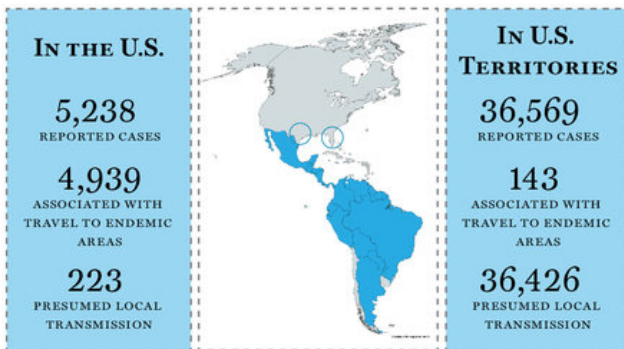 IN THE U.S.
5,238
REPORTED CASES
4,939
ASSOCIATED WITH
TRAVEL TO ENDEMIC
AREAS
223
PRESUMED LOCAL
TRANSMISSION
IN U.S.
TERRITORIES
36,569
REPORTED CASES
143
ASSOCIATED WITH
TRAVEL TO ENDEMIC
AREAS
36,426
PRESUMED LOCAL
TRANSMISSION